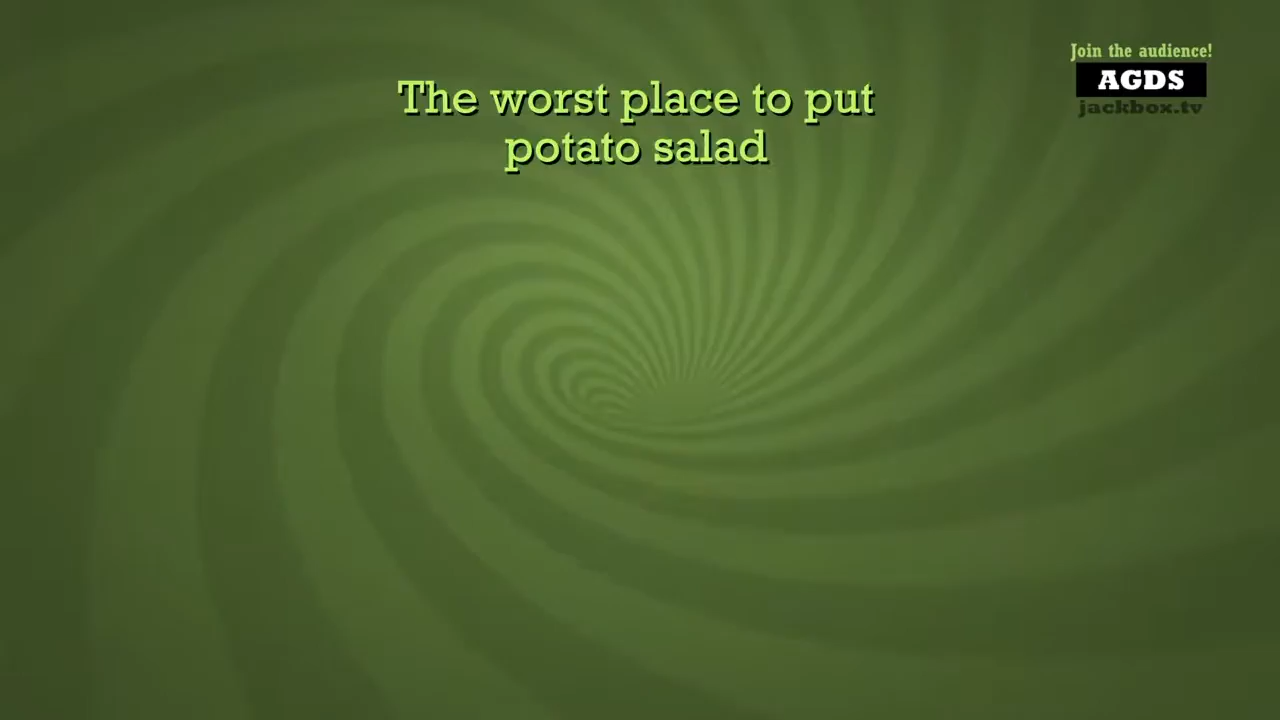 Join the audience!
AGDS
jackbox.tv
The worst place to put
potato salad